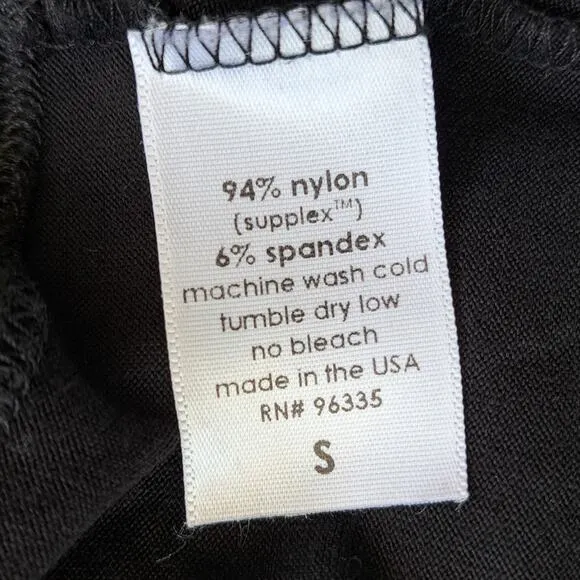 94% nylon
(supplex™)
6% spandex
machine wash cold
tumble dry low
no bleach
made in the USA
RN# 96335
S